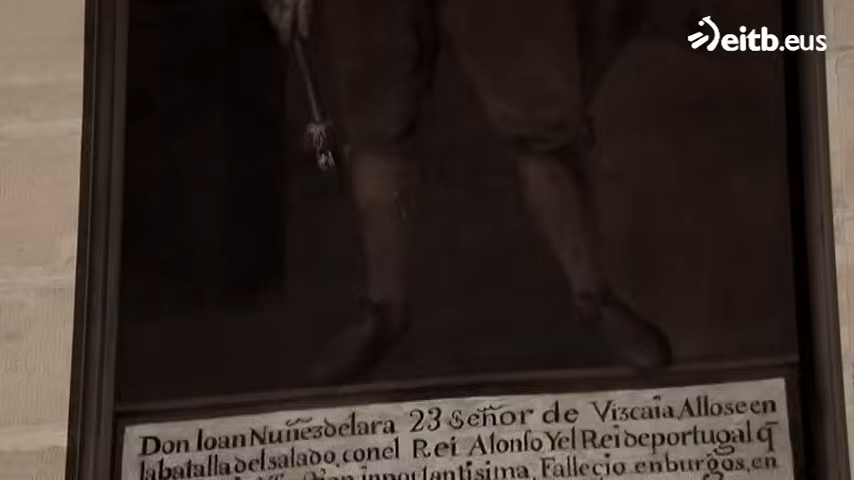 eitb.eus
Don Ioan Nuñez de lara 23 Señor de Vizcaia, Allose en
la batalla del salado, con el Rei Alonso Y el Rei de portugal q̃
inportantisima, Fallecio en burgos, en